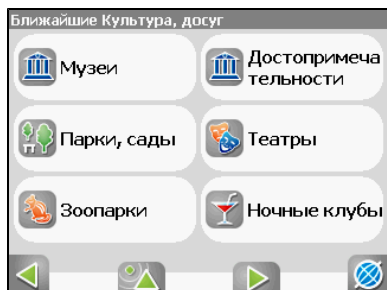 Ближайшие Культура, досуг
Музеи
Достопримеча
тельности
Парки, сады
Театры
Зоопарки
Ночные клубы